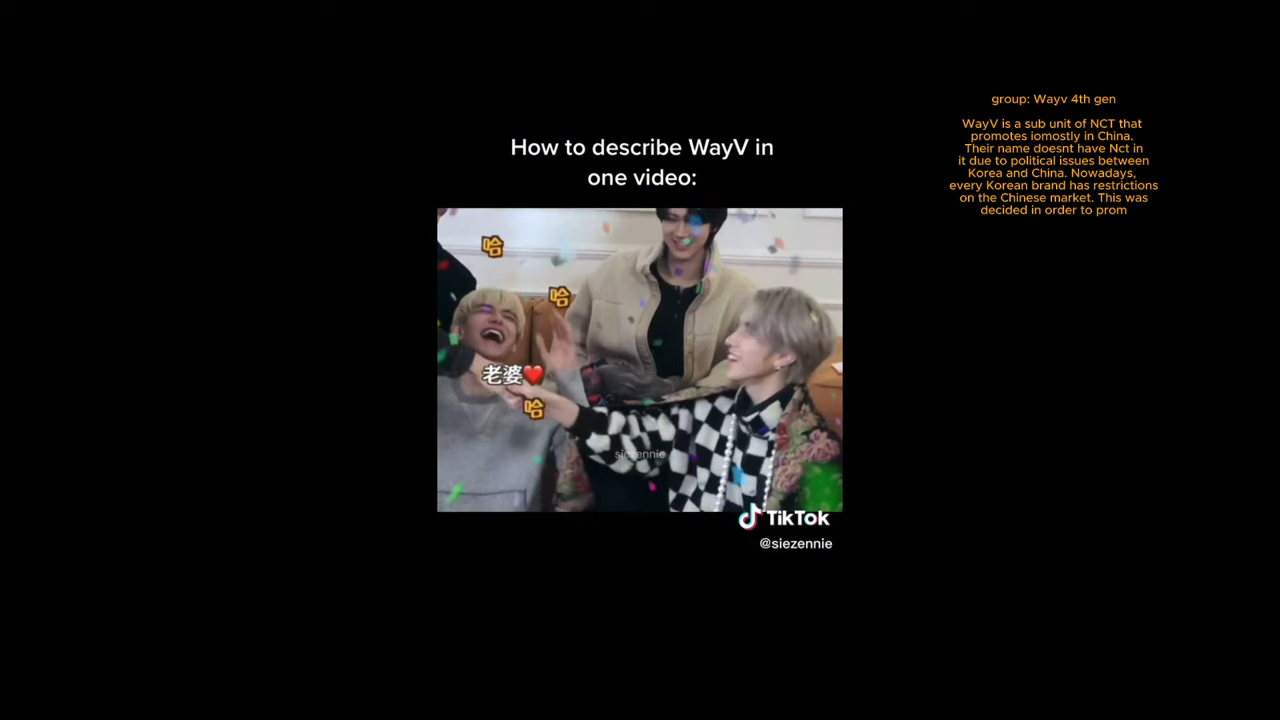 How to describe WayV in
one video:
哈
哈
老婆❤️
哈
siezennie
TikTok
@siezennie
group: Wayv 4th gen
WayV is a sub unit of NCT that
promotes iomostly in China.
Their name doesnt have Nct in
it due to political issues between
Korea and China. Nowadays,
every Korean brand has restrictions
on the Chinese market. This was
decided in order to prom